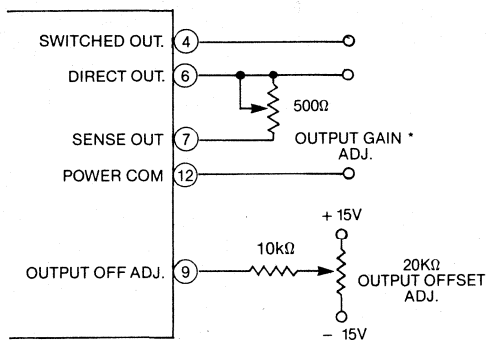 SWITCHED OUT. 4
DIRECT OUT. 6
500Ω
SENSE OUT 7
OUTPUT GAIN *
ADJ.
POWER COM 12
+ 15V
10kΩ
OUTPUT OFF ADJ. 9
20KΩ
OUTPUT OFFSET
ADJ.
– 15V